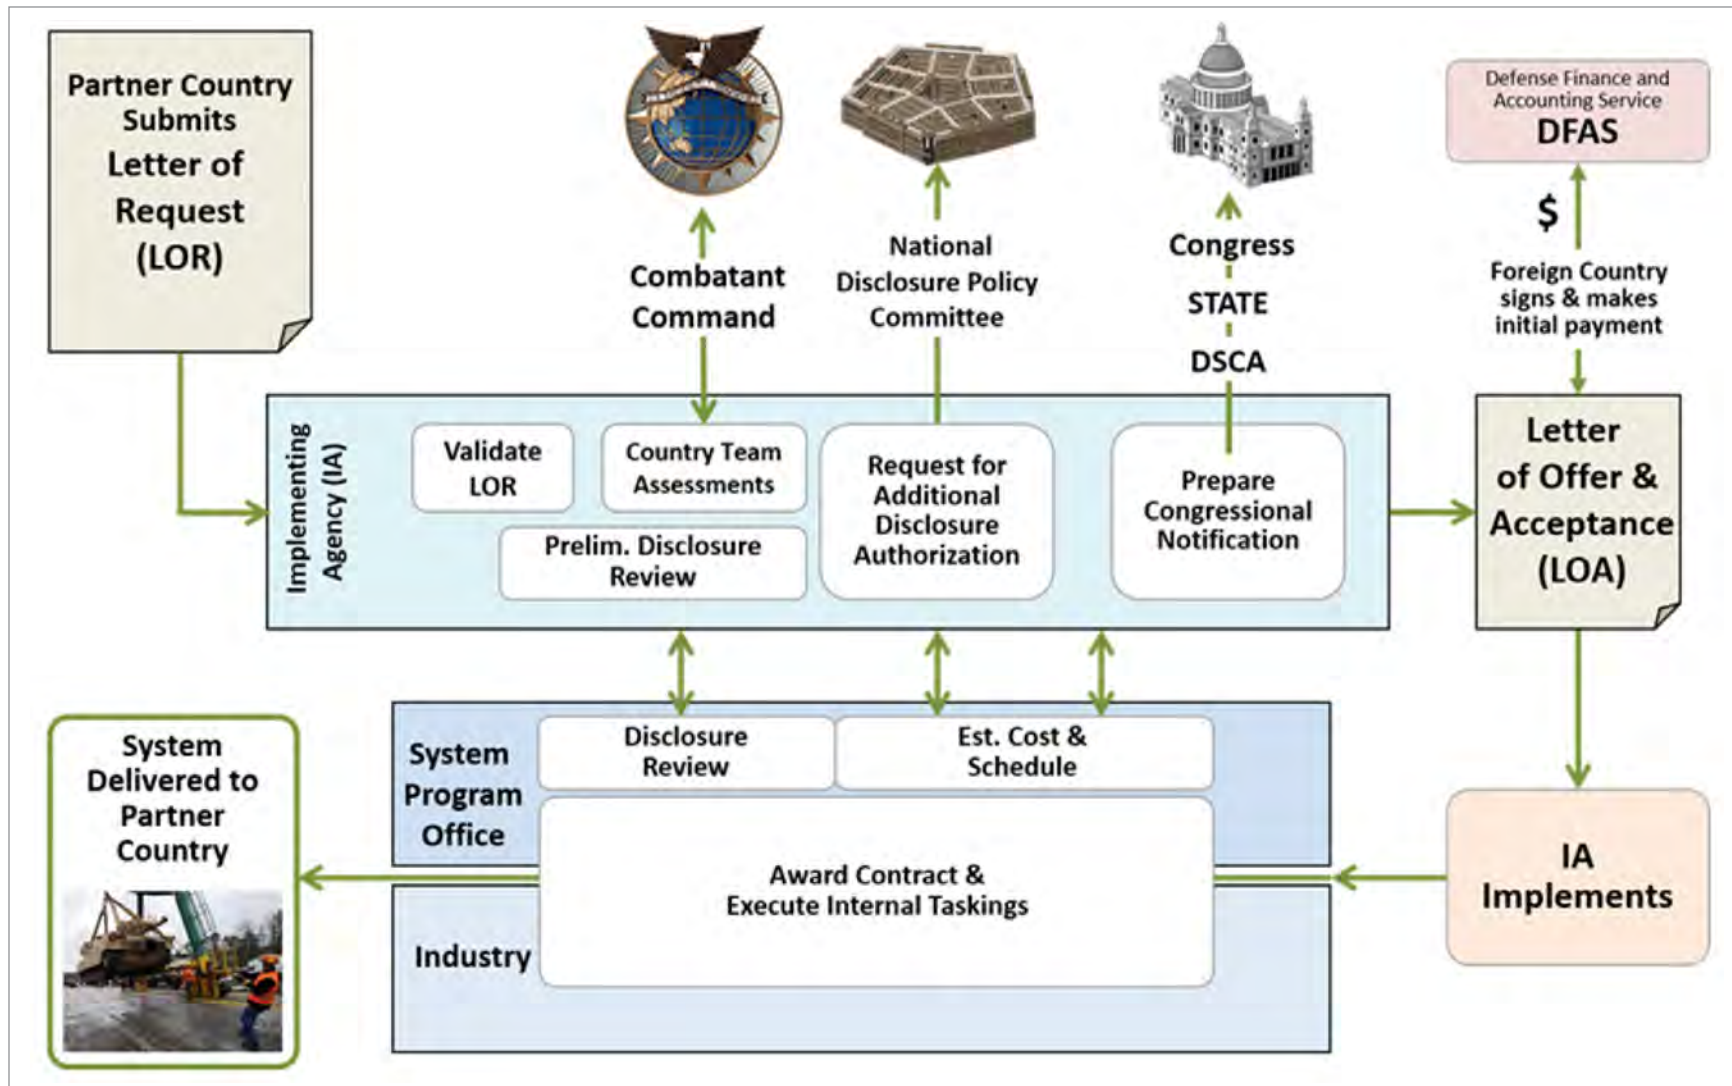 Partner Country
Submits
Letter of
Request
(LOR)
Combatant
Command
National
Disclosure Policy
Committee
Congress
STATE
DSCA
Defense Finance and
Accounting Service
DFAS
$
Foreign Country
signs & makes
initial payment
Implementing
Agency (IA)
Validate
LOR
Country Team
Assessments
Prelim. Disclosure
Review
Request for
Additional
Disclosure
Authorization
Prepare
Congressional
Notification
Letter
of Offer &
Acceptance
(LOA)
System
Program
Office
Disclosure
Review
Est. Cost &
Schedule
Award Contract &
Execute Internal Taskings
Industry
IA
Implements
System
Delivered to
Partner
Country